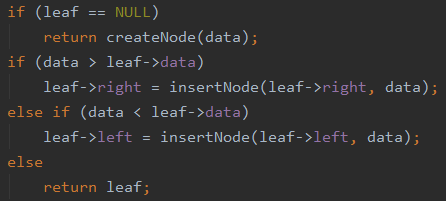 if (leaf == NULL)
    return createNode(data);
if (data > leaf->data)
    leaf->right = insertNode(leaf->right, data);
else if (data < leaf->data)
    leaf->left = insertNode(leaf->left, data);
else
    return leaf;